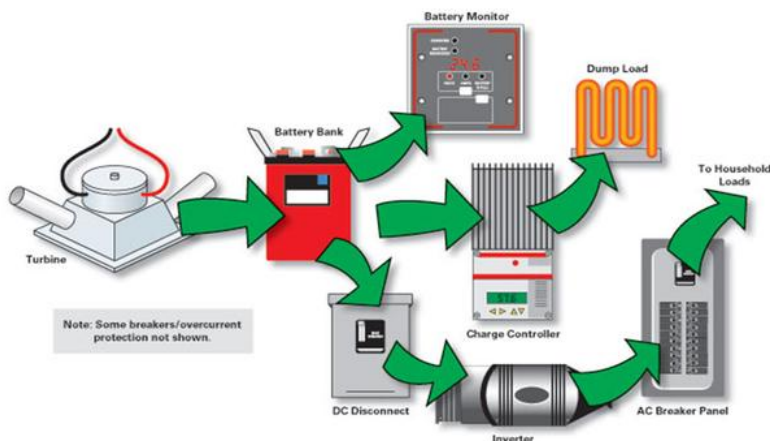 Battery Monitor
Dump Load
Battery Bank
To Household
Loads
Turbine
Note: Some breakers/overcurrent
protection not shown.
Charge Controller
DC Disconnect
Inverter
AC Breaker Panel